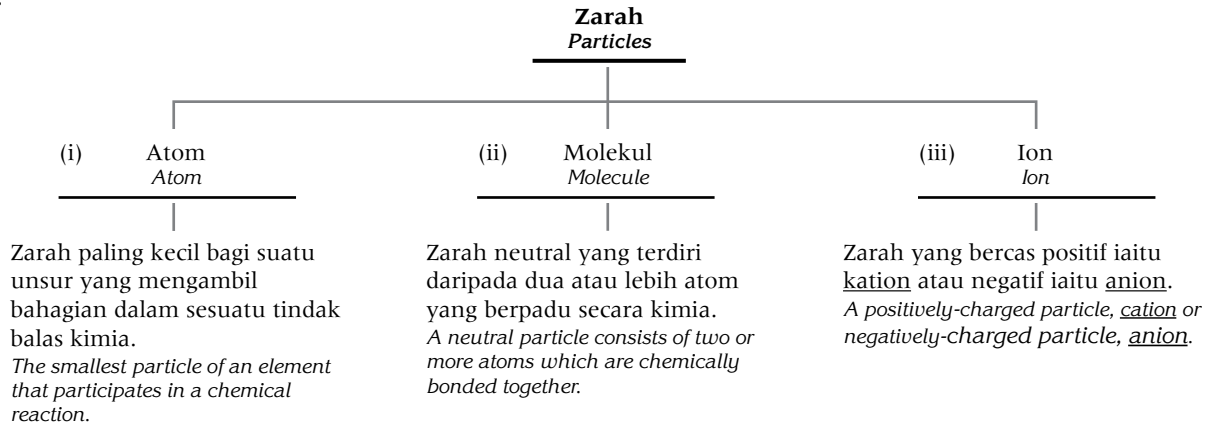 Zarah
Particles
(i) Atom
Atom
Zarah paling kecil bagi suatu
unsur yang mengambil
bahagian dalam sesuatu tindak
balas kimia.
The smallest particle of an element
that participates in a chemical
reaction.
(ii) Molekul
Molecule
Zarah neutral yang terdiri
daripada dua atau lebih atom
yang berpadu secara kimia.
A neutral particle consists of two or
more atoms which are chemically
bonded together.
(iii) Ion
Ion
Zarah yang bercas positif iaitu
kation atau negatif iaitu anion.
A positively-charged particle, cation or
negatively-charged particle, anion.